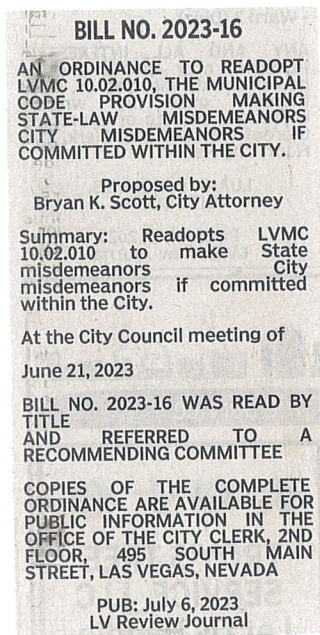 BILL NO. 2023-16
AN ORDINANCE TO READOPT
LVMC 10.02.010, THE MUNICIPAL
CODE PROVISION MAKING
STATE-LAW MISDEMEANORS
CITY MISDEMEANORS IF
COMMITTED WITHIN THE CITY.
Proposed by:
Bryan K. Scott, City Attorney
Summary: Readopts LVMC
10.02.010 to make State
misdemeanors City
misdemeanors if committed
within the City.
At the City Council meeting of
June 21, 2023
BILL NO. 2023-16 WAS READ BY
TITLE
AND REFERRED TO A
RECOMMENDING COMMITTEE
COPIES OF THE COMPLETE
ORDINANCE ARE AVAILABLE FOR
PUBLIC INFORMATION IN THE
OFFICE OF THE CITY CLERK, 2ND
FLOOR, 495 SOUTH MAIN
STREET, LAS VEGAS, NEVADA
PUB: July 6, 2023
LV Review Journal